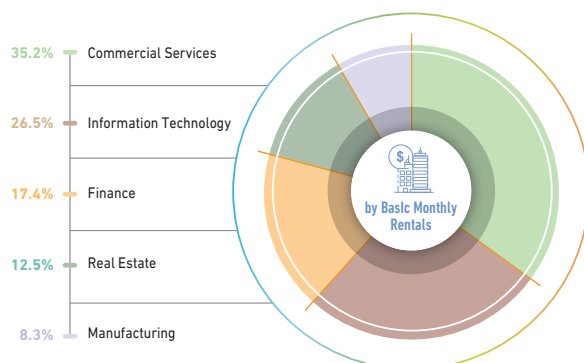 35.2% Commercial Services
26.5% Information Technology
17.4% Finance
12.5% Real Estate
8.3% Manufacturing
$
by Basic Monthly
Rentals